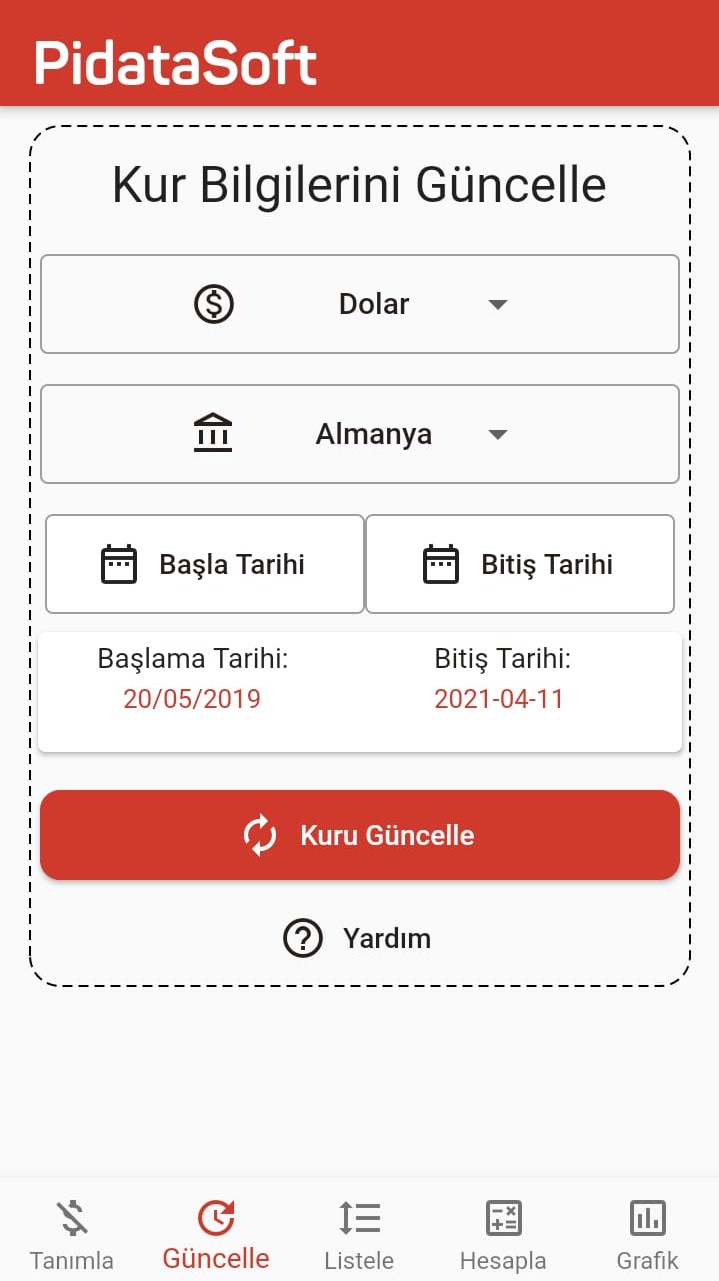 PidataSoft
Kur Bilgilerini Güncelle
Dolar
Almanya
Başla Tarihi
Bitiş Tarihi
Başlama Tarihi:
20/05/2019
Bitiş Tarihi:
2021-04-11
Kuru Güncelle
Yardım
Tanımla
Güncelle
Listele
Hesapla
Grafik